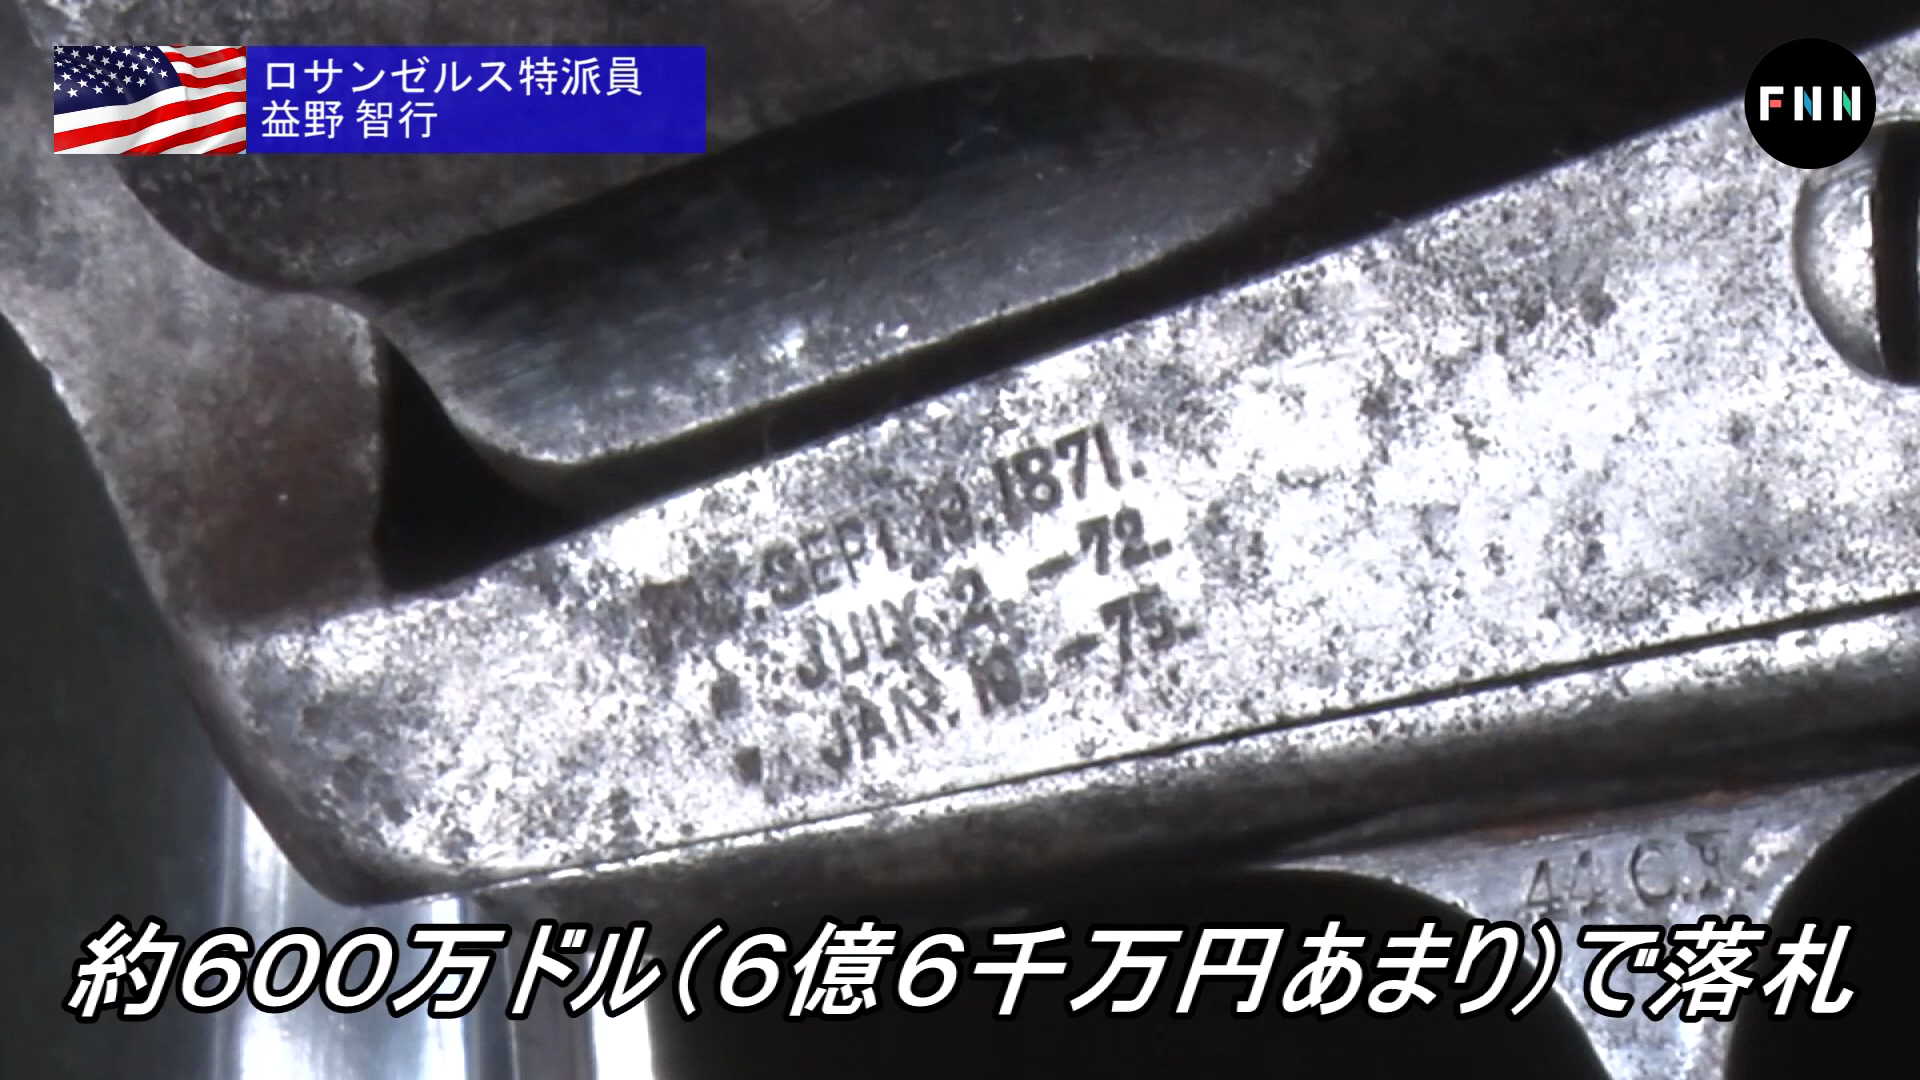 ロサンゼルス特派員
益野 智行
FNN
SEPT. 19. 1871.
JULY. 2. -72.
JAN. 19. -75.
44 C.F.
約600万ドル(6億6千万円あまり)で落札